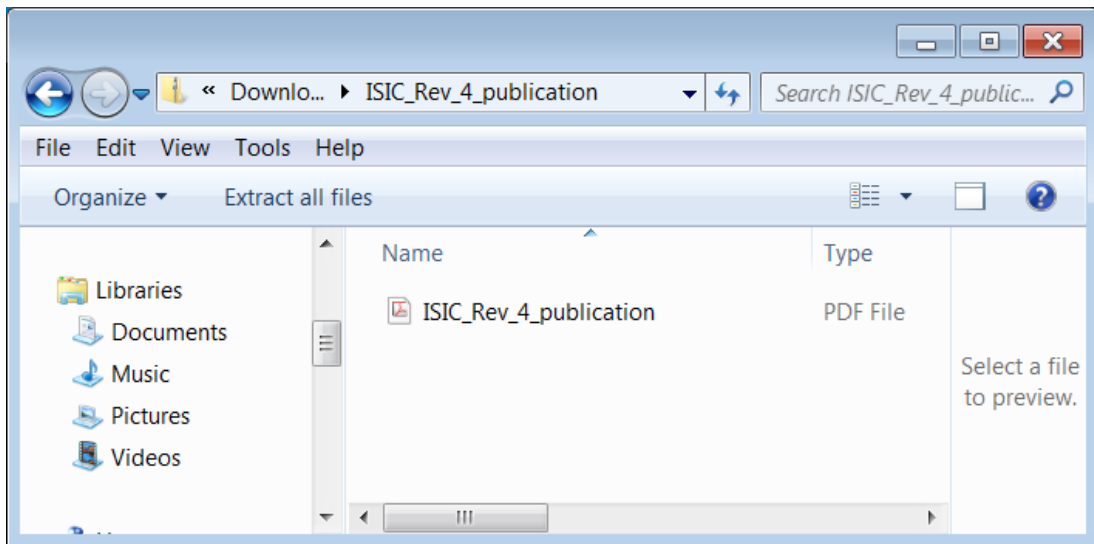 « Downlo... ISIC_Rev_4_publication Search ISIC_Rev_4_public...
File Edit View Tools Help
Organize Extract all files
Name Type
Libraries
ISIC_Rev_4_publication PDF File
Documents
Music
Select a file
to preview.
Pictures
Videos